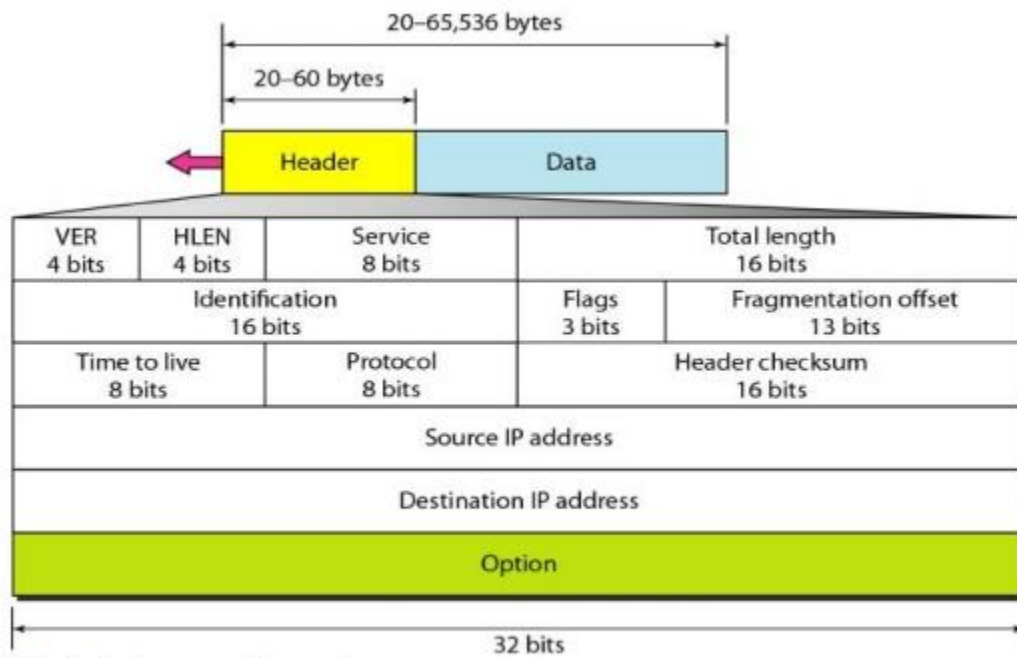 20–65,536 bytes
20–60 bytes
Header
Data
VER
4 bits
HLEN
4 bits
Service
8 bits
Total length
16 bits
Identification
16 bits
Flags
3 bits
Fragmentation offset
13 bits
Time to live
8 bits
Protocol
8 bits
Header checksum
16 bits
Source IP address
Destination IP address
Option
32 bits